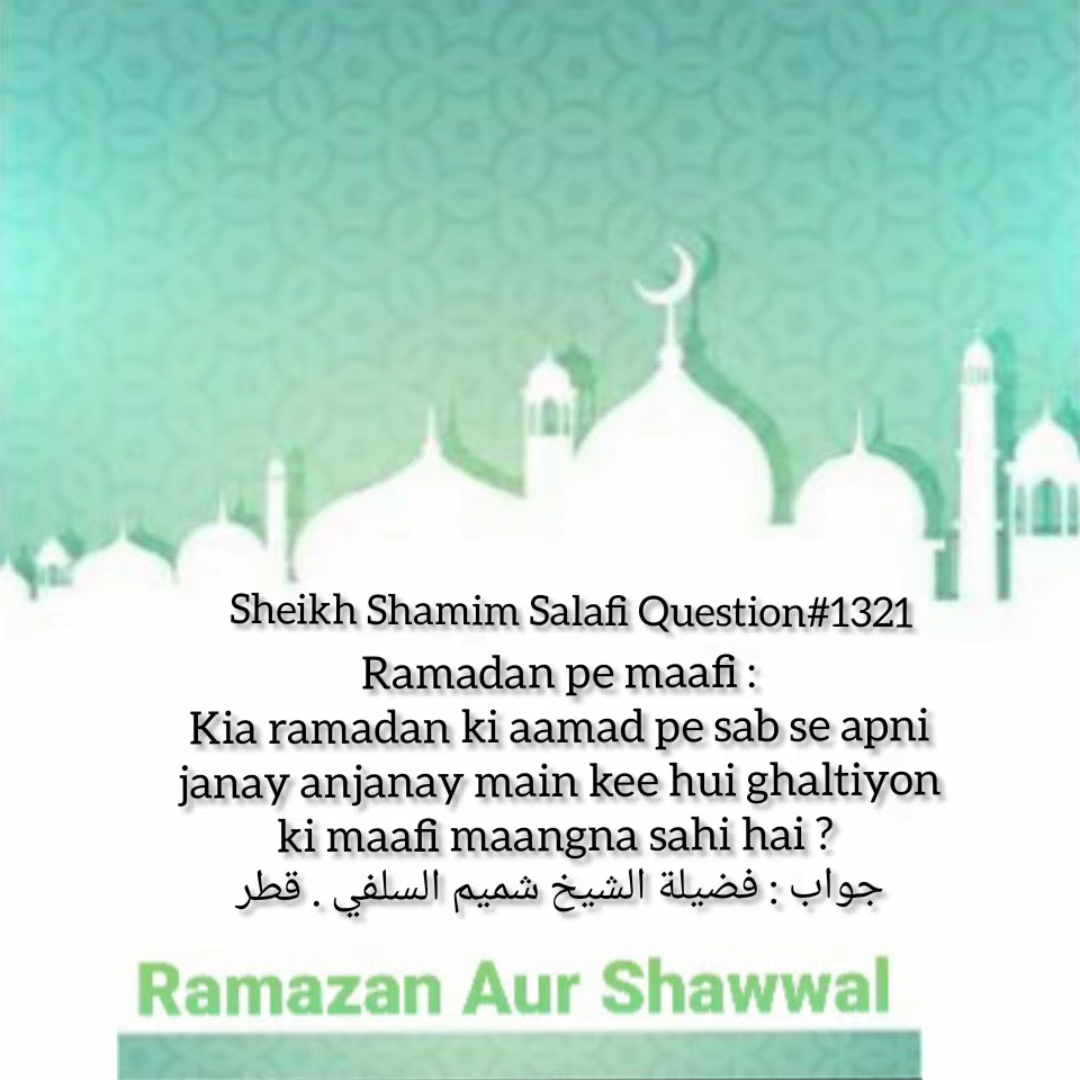 Sheikh Shamim Salafi Question#1321
Ramadan pe maafi :
Kia ramadan ki aamad pe sab se apni
janay anjanay main kee hui ghaltiyon
ki maafi maangna sahi hai ?
جواب : فضيلة الشيخ شميم السلفي . قطر
Ramazan Aur Shawwal